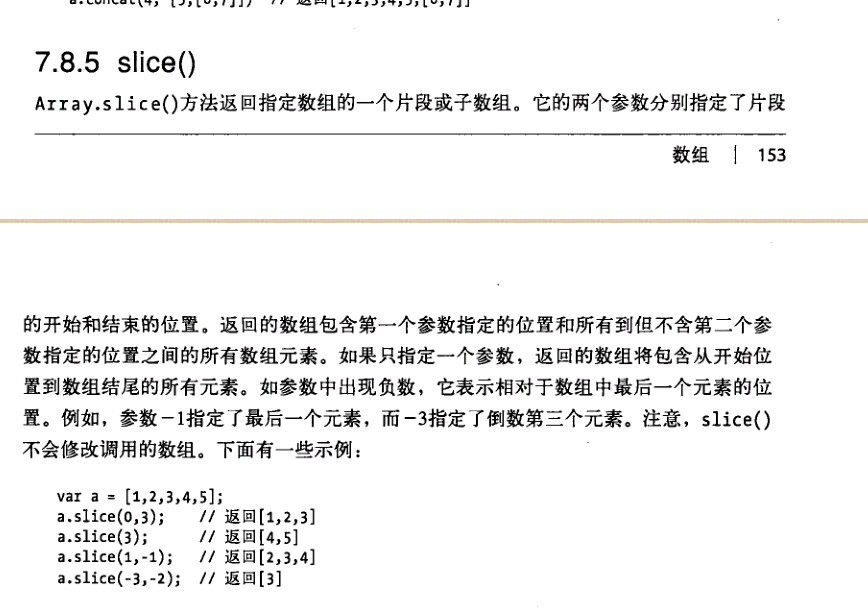 a.concat(4, [5,[6,7]]) // 返回[1,2,3,4,5,[6,7]]
7.8.5 slice()
Array.slice()方法返回指定数组的一个片段或子数组。它的两个参数分别指定了片段
数组 | 153
的开始和结束的位置。返回的数组包含第一个参数指定的位置和所有到但不含第二个参
数指定的位置之间的所有数组元素。如果只指定一个参数，返回的数组将包含从开始位
置到数组结尾的所有元素。如参数中出现负数，它表示相对于数组中最后一个元素的位
置。例如，参数-1指定了最后一个元素，而-3指定了倒数第三个元素。注意，slice()
不会修改调用的数组。下面有一些示例：
var a = [1,2,3,4,5];
a.slice(0,3); // 返回[1,2,3]
a.slice(3); // 返回[4,5]
a.slice(1,-1); // 返回[2,3,4]
a.slice(-3,-2); // 返回[3]